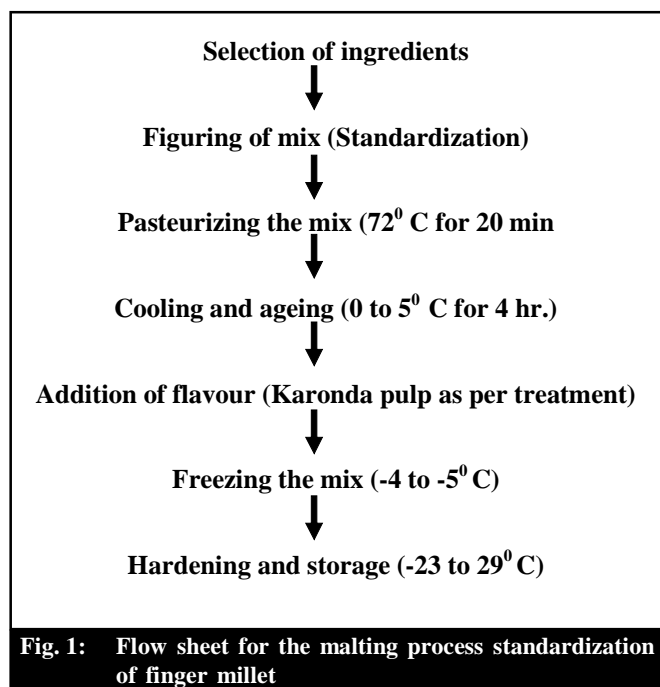 Selection of ingredients
Figuring of mix (Standardization)
Pasteurizing the mix (72⁰ C for 20 min
Cooling and ageing (0 to 5⁰ C for 4 hr.)
Addition of flavour (Karonda pulp as per treatment)
Freezing the mix (-4 to -5⁰ C)
Hardening and storage (-23 to 29⁰ C)
Fig. 1: Flow sheet for the malting process standardization
of finger millet